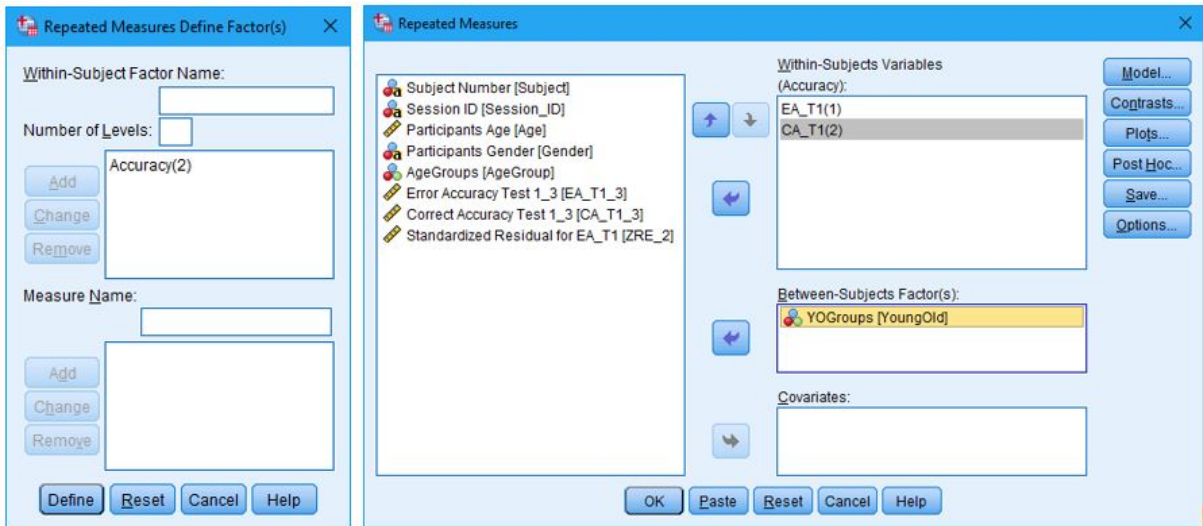 Repeated Measures Define Factor(s)
Within-Subject Factor Name:
Number of Levels:
Add
Change
Remove
Accuracy(2)
Measure Name:
Add
Change
Remove
Define
Reset
Cancel
Help
Repeated Measures
Subject Number [Subject]
Session ID [Session_ID]
Participants Age [Age]
Participants Gender [Gender]
AgeGroups [AgeGroup]
Error Accuracy Test 1_3 [EA_T1_3]
Correct Accuracy Test 1_3 [CA_T1_3]
Standardized Residual for EA_T1 [ZRE_2]
Within-Subjects Variables
(Accuracy):
EA_T1(1)
CA_T1(2)
Between-Subjects Factor(s):
YOGroups [YoungOld]
Covariates:
Model...
Contrasts...
Plots...
Post Hoc...
Save...
Options...
OK
Paste
Reset
Cancel
Help